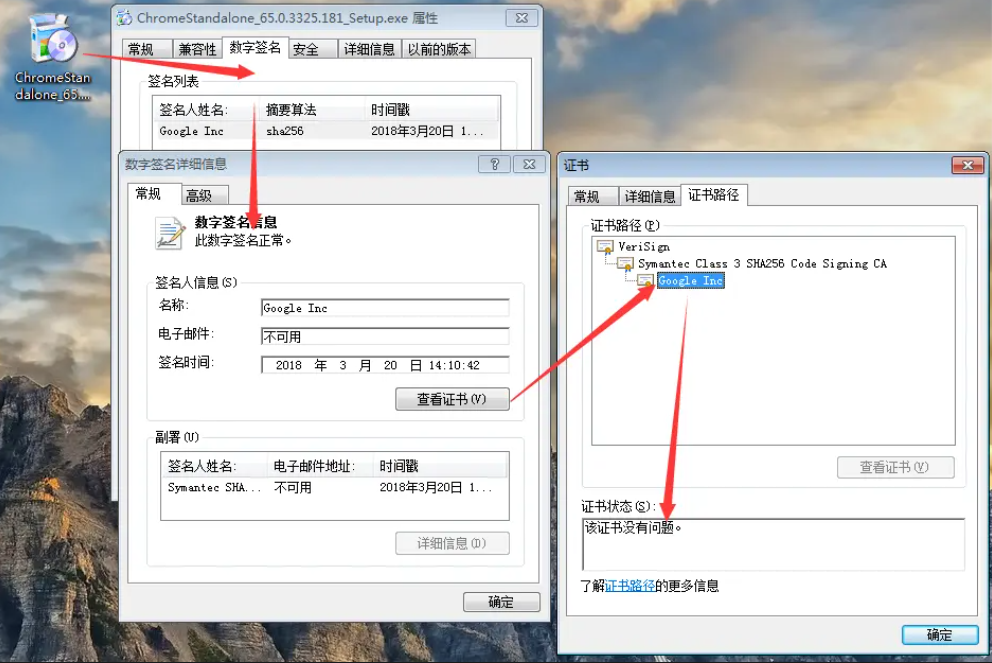 ChromeStan
dalone_65....
ChromeStandalone_65.0.3325.181_Setup.exe 属性
常规 兼容性 数字签名 安全 详细信息 以前的版本
签名列表
签名人姓名: 摘要算法 时间戳
Google Inc sha256 2018年3月20日 1...
数字签名详细信息
常规 高级
数字签名信息
此数字签名正常。
签名人信息(S)
名称: Google Inc
电子邮件: 不可用
签名时间: 2018 年 3 月 20 日 14:10:42
查看证书(V)
副署(U)
签名人姓名: 电子邮件地址: 时间戳
Symantec SHA... 不可用 2018年3月20日 1...
详细信息(D)
确定
证书
常规 详细信息 证书路径
证书路径(P)
VeriSign
Symantec Class 3 SHA256 Code Signing CA
Google Inc
查看证书(V)
证书状态(S):
该证书没有问题。
了解证书路径的更多信息
确定